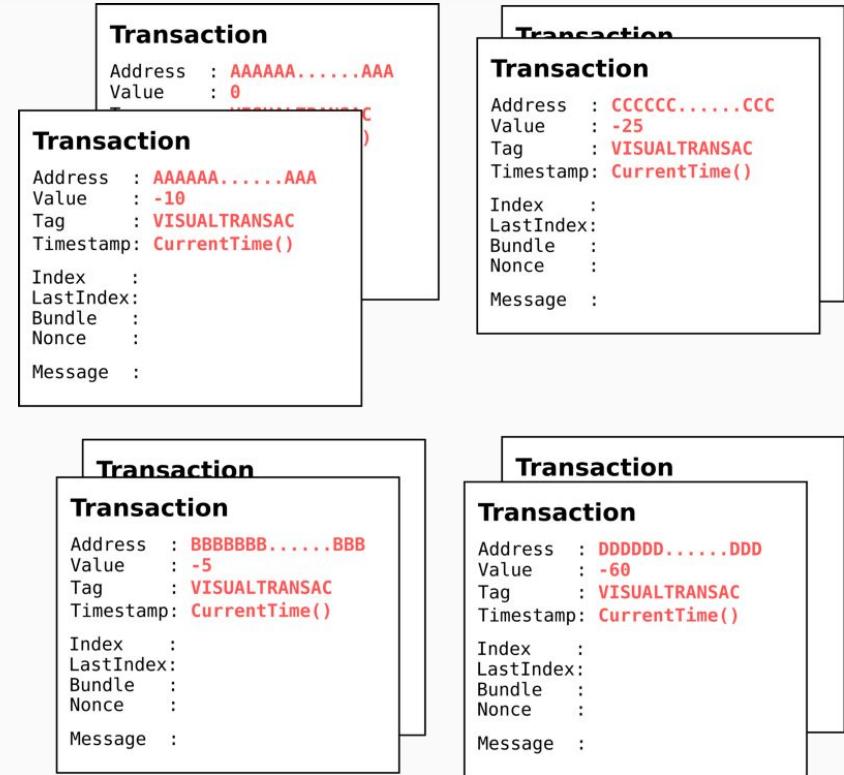 Transaction
Address : AAAAAA......AAA
Value : 0
C
)
Transaction
Address : AAAAAA......AAA
Value : -10
Tag : VISUALTRANSAC
Timestamp: CurrentTime()
Index :
LastIndex:
Bundle :
Nonce :
Message :
Transaction
Transaction
Address : CCCCCC......CCC
Value : -25
Tag : VISUALTRANSAC
Timestamp: CurrentTime()
Index :
LastIndex:
Bundle :
Nonce :
Message :
Transaction
Transaction
Address : BBBBBBB......BBB
Value : -5
Tag : VISUALTRANSAC
Timestamp: CurrentTime()
Index :
LastIndex:
Bundle :
Nonce :
Message :
Transaction
Transaction
Address : DDDDDD......DDD
Value : -60
Tag : VISUALTRANSAC
Timestamp: CurrentTime()
Index :
LastIndex:
Bundle :
Nonce :
Message :